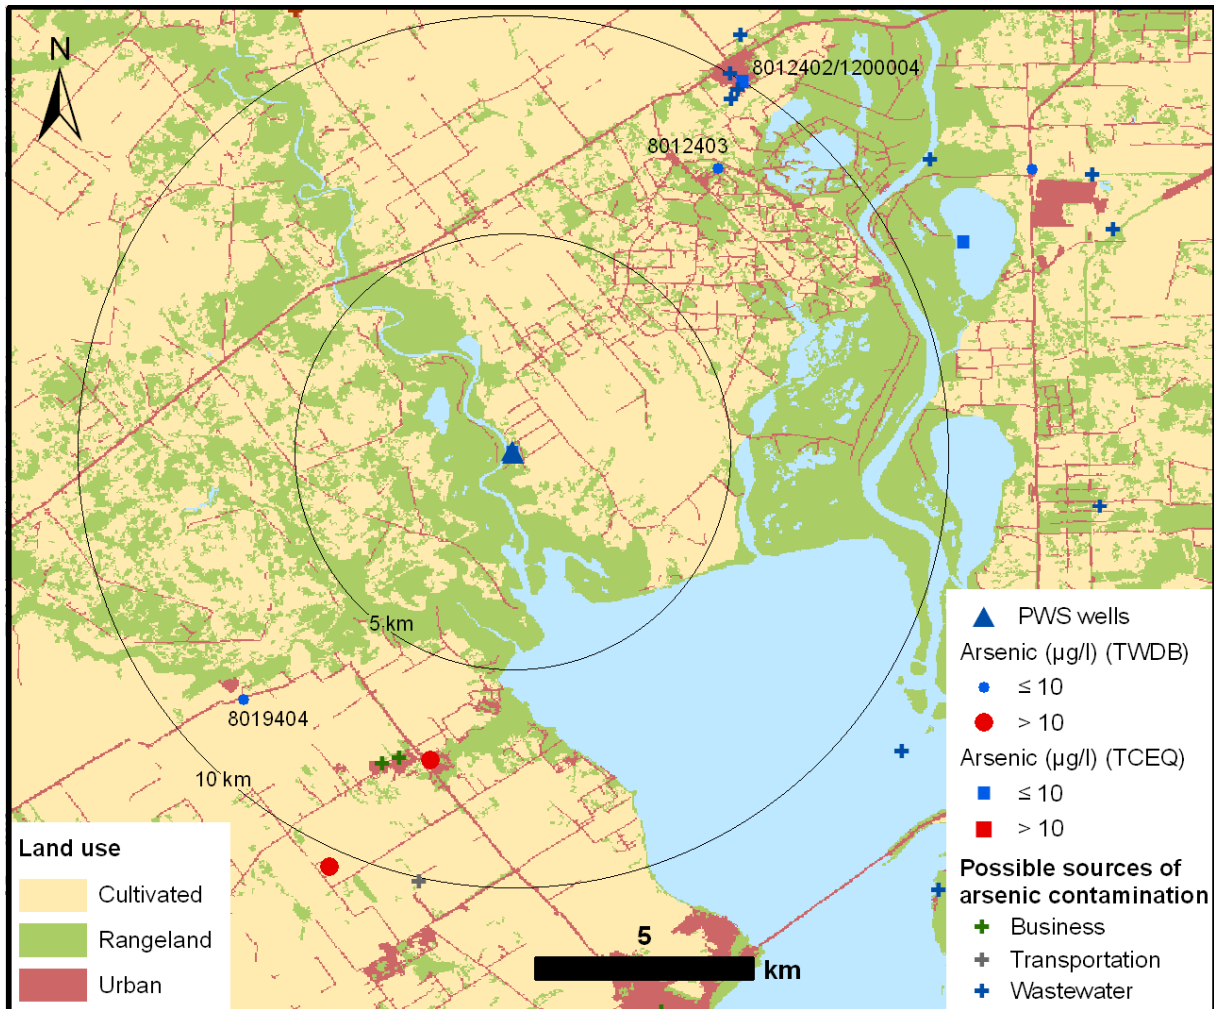 N
8012402/1200004
8012403
5 km
8019404
10 km
Land use
Cultivated
Rangeland
Urban
5
km
PWS wells
Arsenic (µg/l) (TWDB)
≤ 10
> 10
Arsenic (µg/l) (TCEQ)
≤ 10
> 10
Possible sources of
arsenic contamination
Business
Transportation
Wastewater